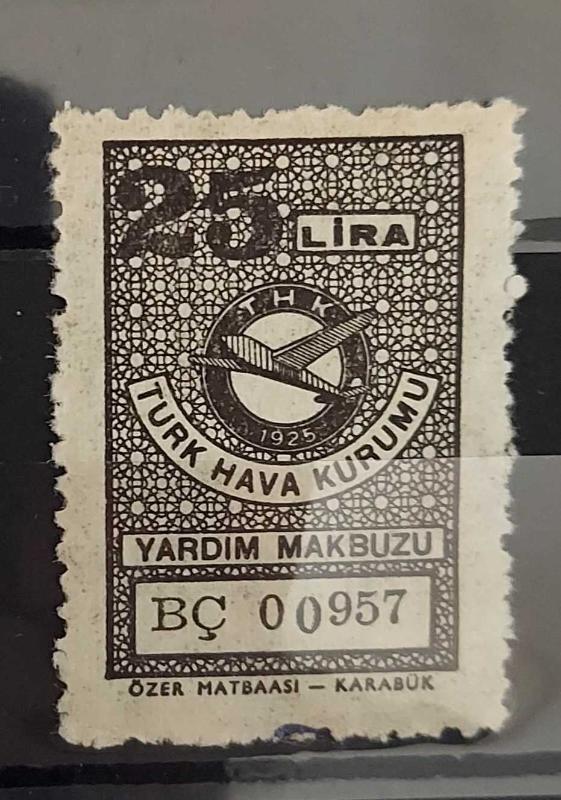 25 LİRA
THK
1925
TÜRK HAVA KURUMU
YARDIM MAKBUZU
BÇ 00957
ÖZER MATBAASI — KARABÜK